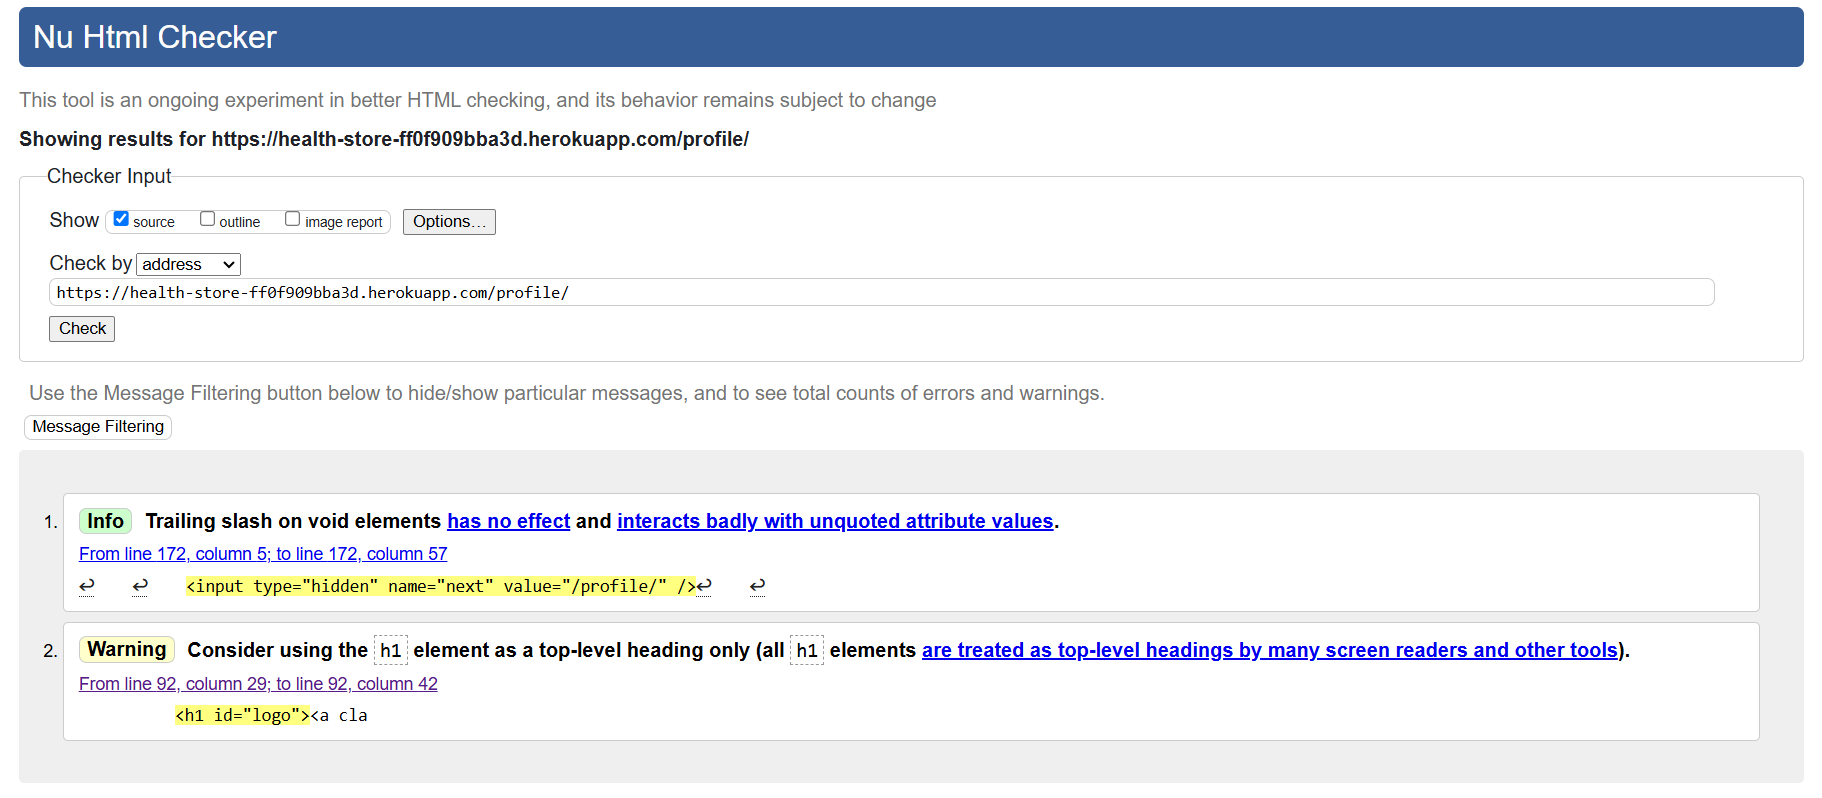 Nu Html Checker
This tool is an ongoing experiment in better HTML checking, and its behavior remains subject to change
Showing results for https://health-store-ff0f909bba3d.herokuapp.com/profile/
Checker Input
Show source outline image report Options…
Check by address
https://health-store-ff0f909bba3d.herokuapp.com/profile/
Check
Use the Message Filtering button below to hide/show particular messages, and to see total counts of errors and warnings.
Message Filtering
1. Info Trailing slash on void elements has no effect and interacts badly with unquoted attribute values.
From line 172, column 5; to line 172, column 57
↩ ↩ <input type="hidden" name="next" value="/profile/" />↩ ↩
2. Warning Consider using the h1 element as a top-level heading only (all h1 elements are treated as top-level headings by many screen readers and other tools).
From line 92, column 29; to line 92, column 42
<h1 id="logo"><a cla